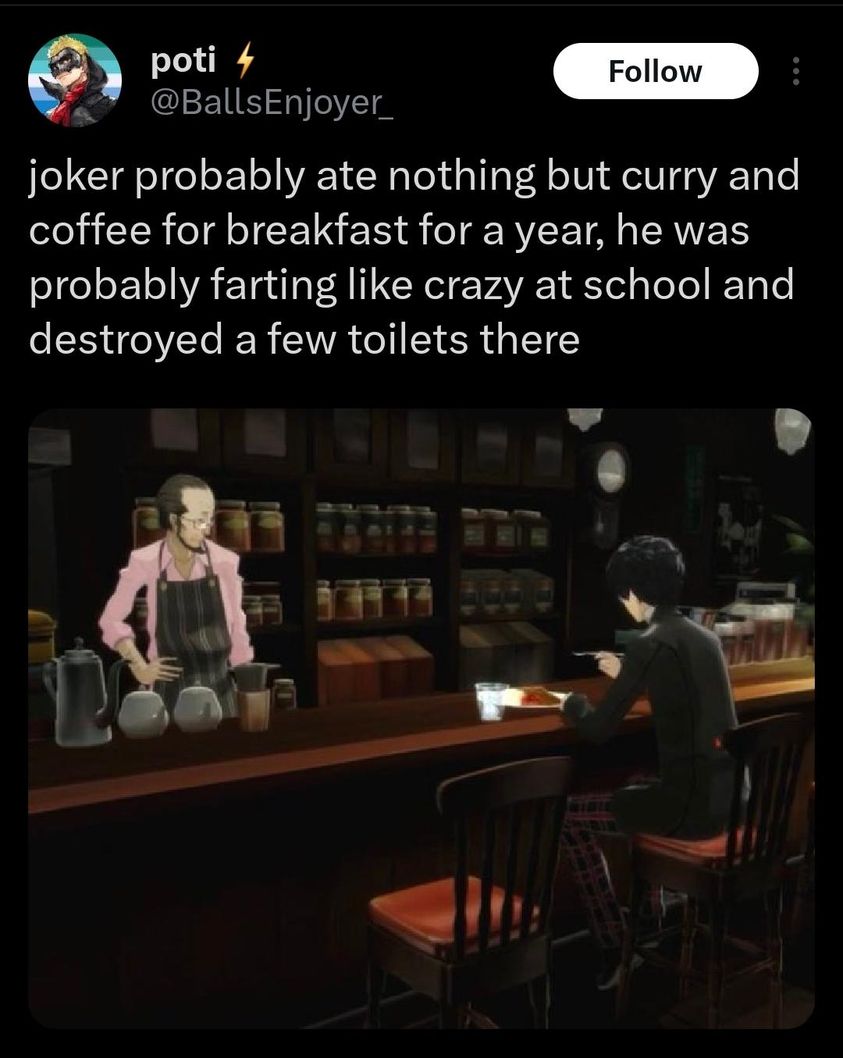 poti ⚡
Follow
@BallsEnjoyer_
joker probably ate nothing but curry and
coffee for breakfast for a year, he was
probably farting like crazy at school and
destroyed a few toilets there